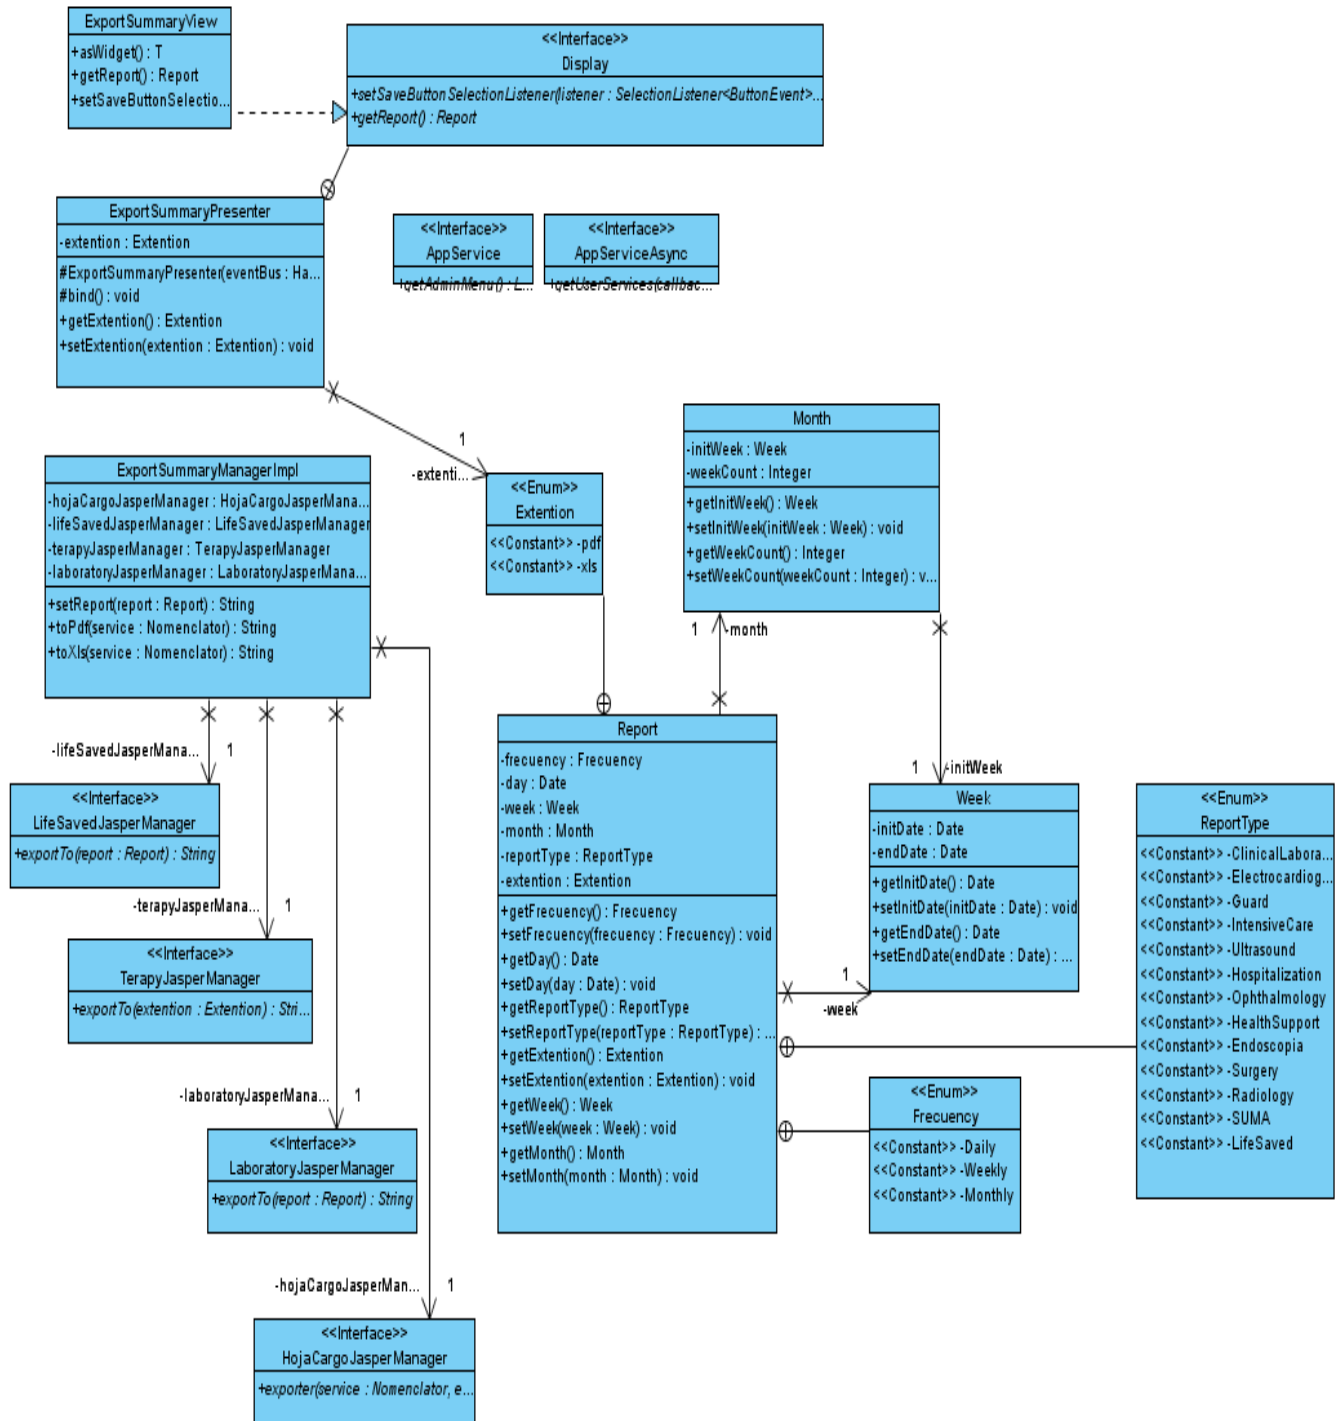 ExportSummaryView
+asWidget() : T
+getReport() : Report
+setSaveButtonSelectio...
<<Interface>>
Display
+setSaveButtonSelectionListener(listener : SelectionListener<ButtonEvent>...
+getReport() : Report
ExportSummaryPresenter
-extention : Extention
#ExportSummaryPresenter(eventBus : Ha...
#bind() : void
+getExtention() : Extention
+setExtention(extention : Extention) : void
<<Interface>>
AppService
+getAdminMenu() : L...
<<Interface>>
AppServiceAsync
+getUserServices(callbac...
1
-extenti...
ExportSummaryManagerImpl
-hojaCargoJasperManager : HojaCargoJasperMana...
-lifeSavedJasperManager : LifeSavedJasperManager
-terapyJasperManager : TerapyJasperManager
-laboratoryJasperManager : LaboratoryJasperMana...
+setReport(report : Report) : String
+toPdf(service : Nomenclator) : String
+toXls(service : Nomenclator) : String
<<Enum>>
Extention
<<Constant>> -pdf
<<Constant>> -xls
Month
-initWeek : Week
-weekCount : Integer
+getInitWeek() : Week
+setInitWeek(initWeek : Week) : void
+getWeekCount() : Integer
+setWeekCount(weekCount : Integer) : v...
1 -month
1 -initWeek
-lifeSavedJasperMana... 1
<<Interface>>
LifeSavedJasperManager
+exportTo(report : Report) : String
-terapyJasperMana... 1
<<Interface>>
TerapyJasperManager
+exportTo(extention : Extention) : Stri...
-laboratoryJasperMana... 1
<<Interface>>
LaboratoryJasperManager
+exportTo(report : Report) : String
-hojaCargoJasperMan... 1
<<Interface>>
HojaCargoJasperManager
+exporter(service : Nomenclator, e...
Report
-frecuency : Frecuency
-day : Date
-week : Week
-month : Month
-reportType : ReportType
-extention : Extention
+getFrecuency() : Frecuency
+setFrecuency(frecuency : Frecuency) : void
+getDay() : Date
+setDay(day : Date) : void
+getReportType() : ReportType
+setReportType(reportType : ReportType) : ...
+getExtention() : Extention
+setExtention(extention : Extention) : void
+getWeek() : Week
+setWeek(week : Week) : void
+getMonth() : Month
+setMonth(month : Month) : void
1
-week
Week
-initDate : Date
-endDate : Date
+getInitDate() : Date
+setInitDate(initDate : Date) : void
+getEndDate() : Date
+setEndDate(endDate : Date) : ...
<<Enum>>
Frecuency
<<Constant>> -Daily
<<Constant>> -Weekly
<<Constant>> -Monthly
<<Enum>>
ReportType
<<Constant>> -ClinicalLabora...
<<Constant>> -Electrocardiog...
<<Constant>> -Guard
<<Constant>> -IntensiveCare
<<Constant>> -Ultrasound
<<Constant>> -Hospitalization
<<Constant>> -Ophthalmology
<<Constant>> -HealthSupport
<<Constant>> -Endoscopia
<<Constant>> -Surgery
<<Constant>> -Radiology
<<Constant>> -SUMA
<<Constant>> -LifeSaved